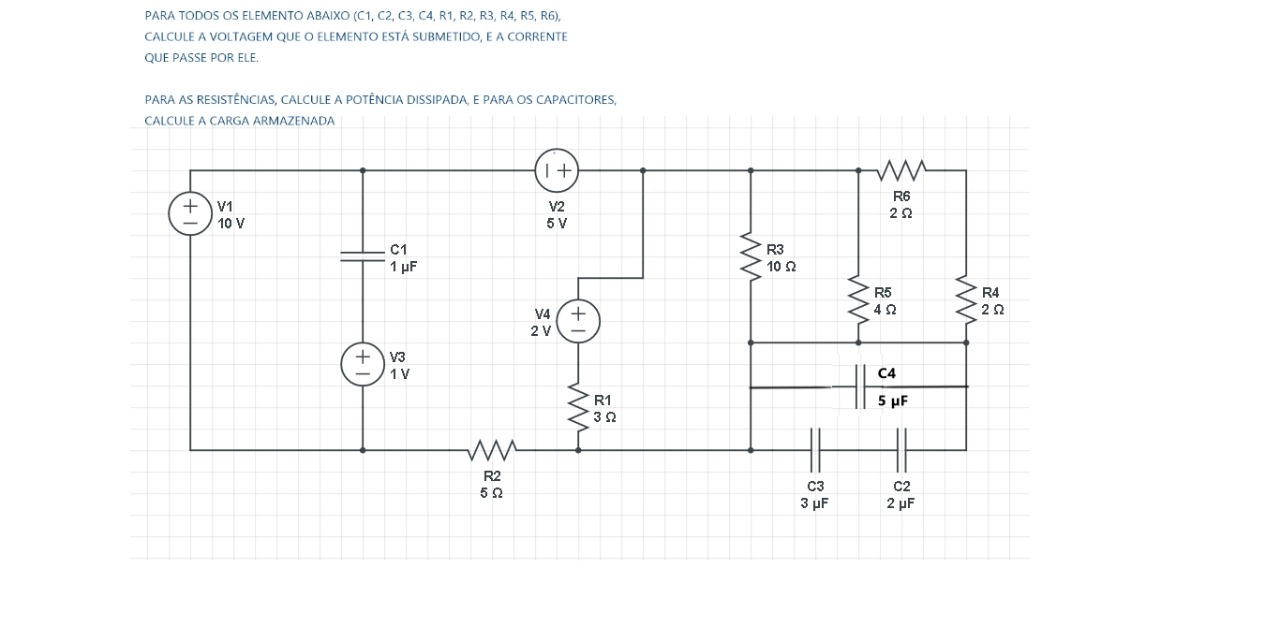 PARA TODOS OS ELEMENTO ABAIXO (C1, C2, C3, C4, R1, R2, R3, R4, R5, R6),
CALCULE A VOLTAGEM QUE O ELEMENTO ESTÁ SUBMETIDO, E A CORRENTE
QUE PASSE POR ELE.
PARA AS RESISTÊNCIAS, CALCULE A POTÊNCIA DISSIPADA, E PARA OS CAPACITORES,
CALCULE A CARGA ARMAZENADA
V1
10 V
C1
1 µF
V2
5 V
V3
1 V
V4
2 V
R1
3 Ω
R2
5 Ω
R3
10 Ω
R6
2 Ω
R5
4 Ω
R4
2 Ω
C4
5 µF
C3
3 µF
C2
2 µF